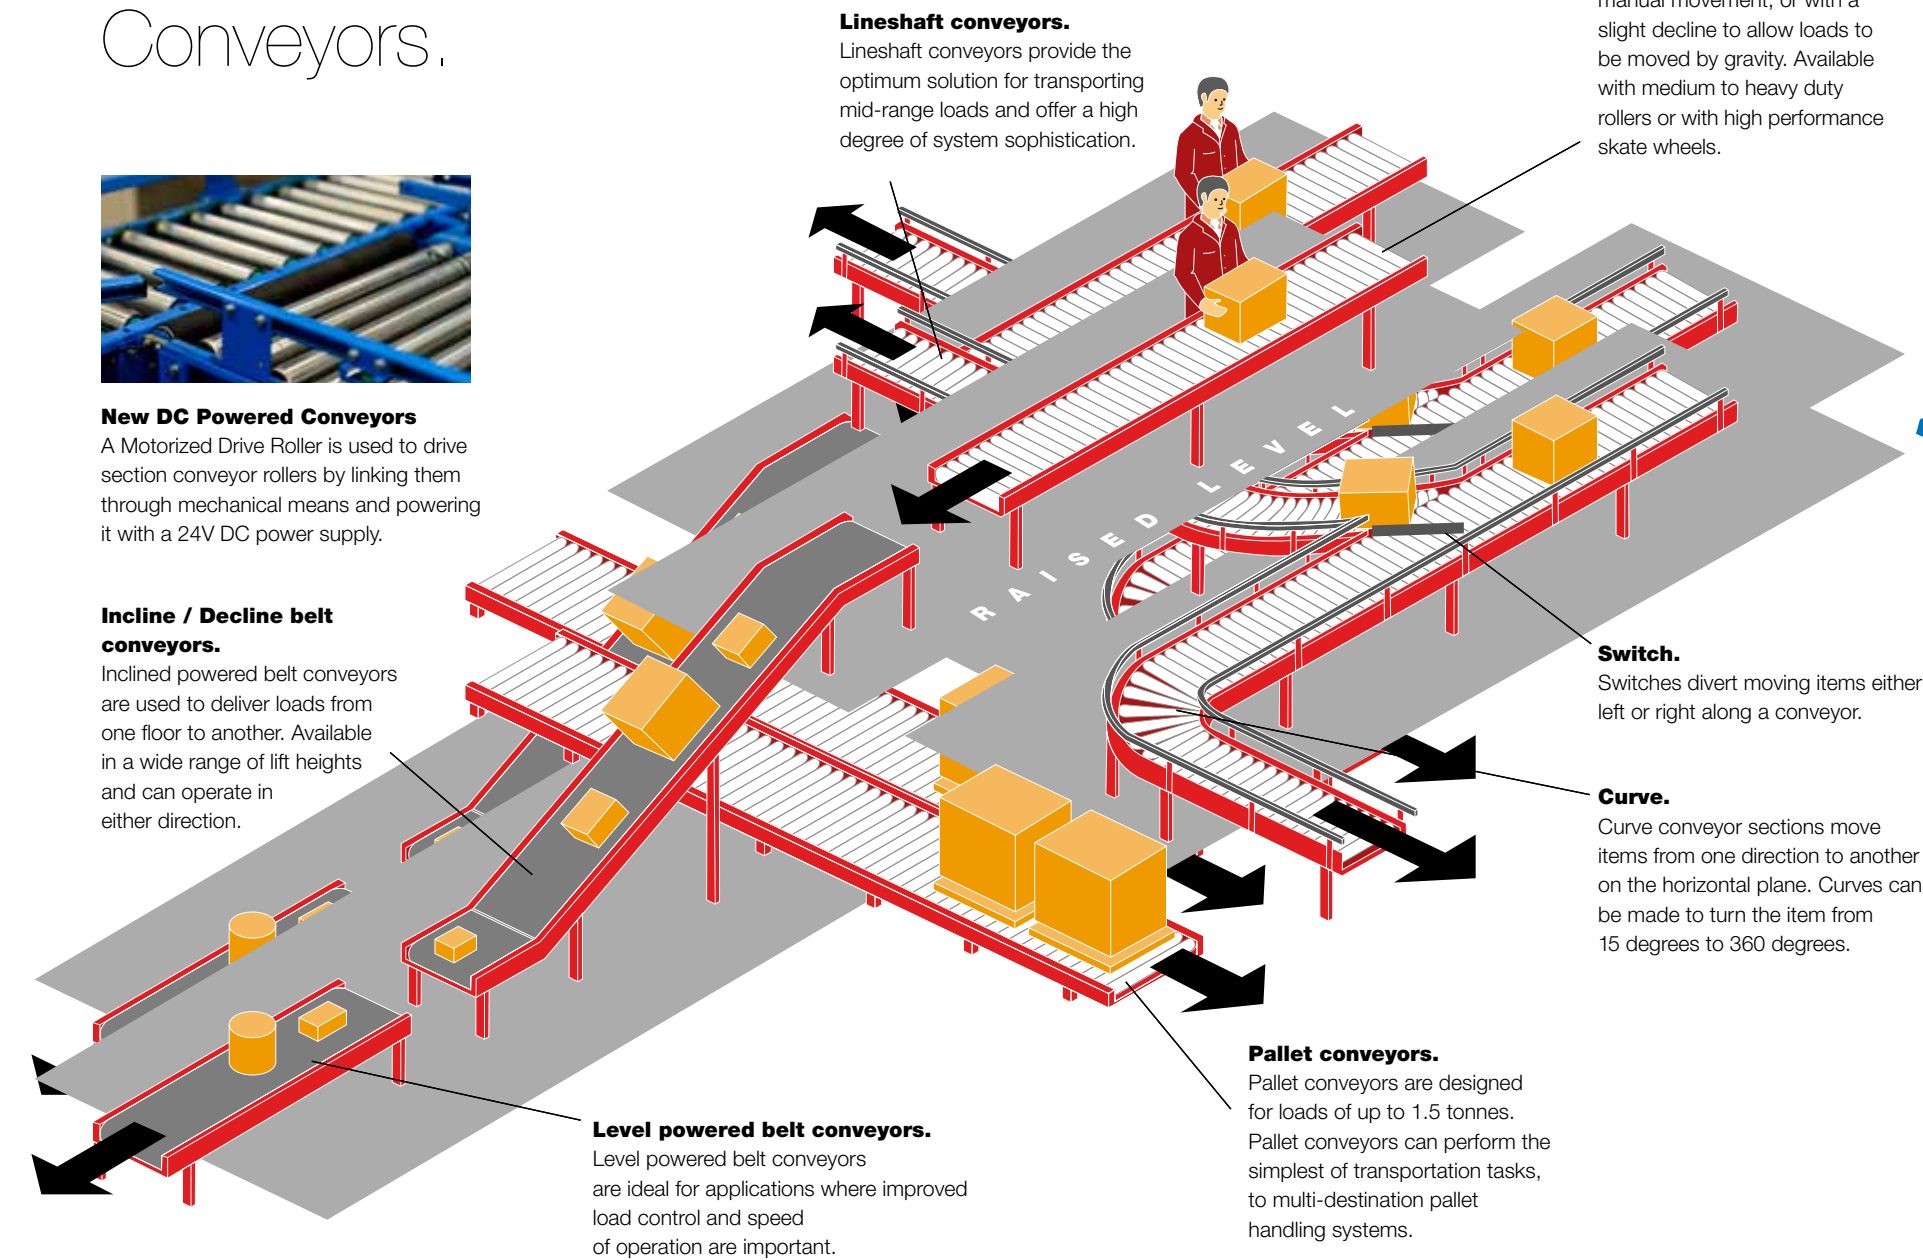 Conveyors.
New DC Powered Conveyors
A Motorized Drive Roller is used to drive
section conveyor rollers by linking them
through mechanical means and powering
it with a 24V DC power supply.
Incline / Decline belt
conveyors.
Inclined powered belt conveyors
are used to deliver loads from
one floor to another. Available
in a wide range of lift heights
and can operate in
either direction.
Lineshaft conveyors.
Lineshaft conveyors provide the
optimum solution for transporting
mid-range loads and offer a high
degree of system sophistication.
manual movement, or with a
slight decline to allow loads to
be moved by gravity. Available
with medium to heavy duty
rollers or with high performance
skate wheels.
RAISED LEVEL
Switch.
Switches divert moving items either
left or right along a conveyor.
Curve.
Curve conveyor sections move
items from one direction to another
on the horizontal plane. Curves can
be made to turn the item from
15 degrees to 360 degrees.
Pallet conveyors.
Pallet conveyors are designed
for loads of up to 1.5 tonnes.
Pallet conveyors can perform the
simplest of transportation tasks,
to multi-destination pallet
handling systems.
Level powered belt conveyors.
Level powered belt conveyors
are ideal for applications where improved
load control and speed
of operation are important.